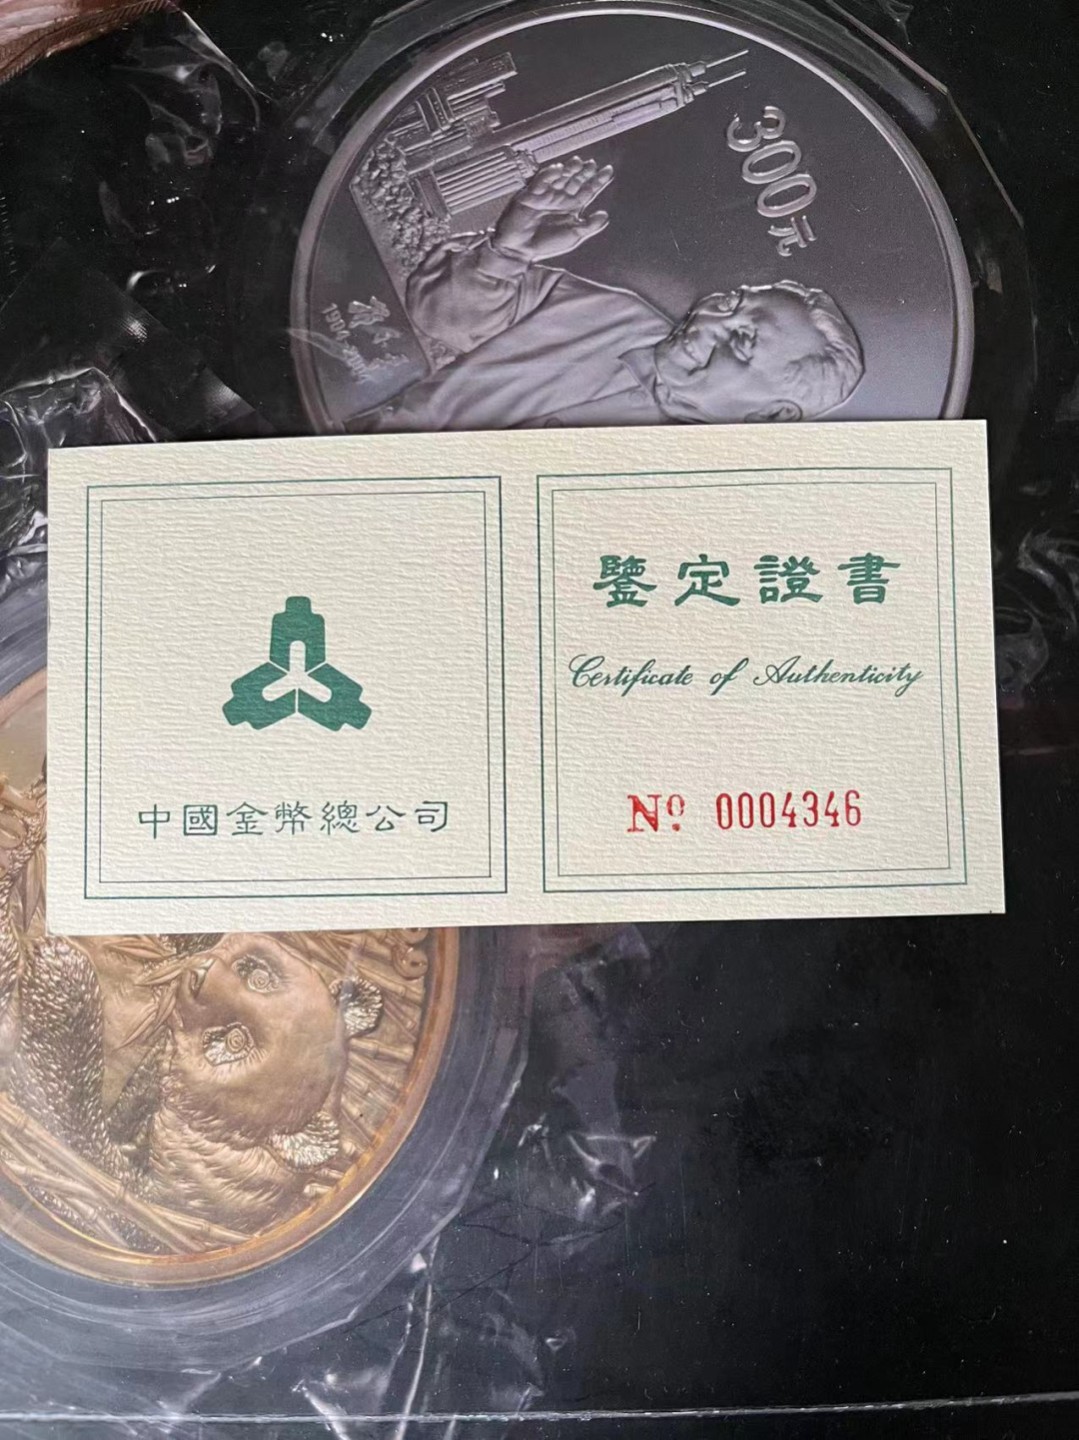 300元
中國金幣總公司
鑒定證書
Certificate of Authenticity
Nº 0004346